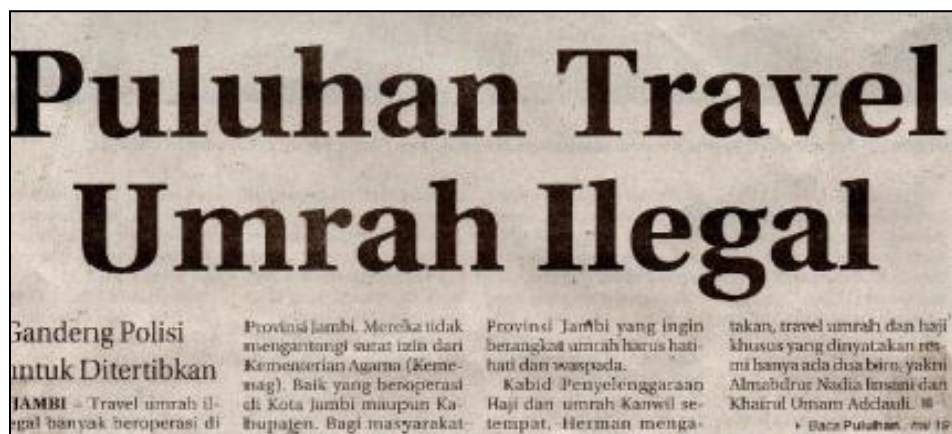 Puluhan Travel
Umrah Ilegal
Gandeng Polisi
untuk Ditertibkan
JAMBI – Travel umrah il-
egal banyak beroperasi di
Provinsi Jambi. Mereka tidak
mengantongi surat izin dari
Kementerian Agama (Keme-
nag). Baik yang beroperasi
di Kota Jambi maupun Ka-
bupaten. Bagi masyarakat
Provinsi Jambi yang ingin
berangkat umrah harus hati-
hati dan waspada.
Kabid Penyelenggaraan
Haji dan umrah Kanwil se-
tempat, Herman menga-
takan, travel umrah dan haji
khusus yang dinyatakan res-
mi hanya ada dua biro, yakni
Almabdrur Nadia Imsani dan
Khairul Umam Addauli.
Baca Puluhan